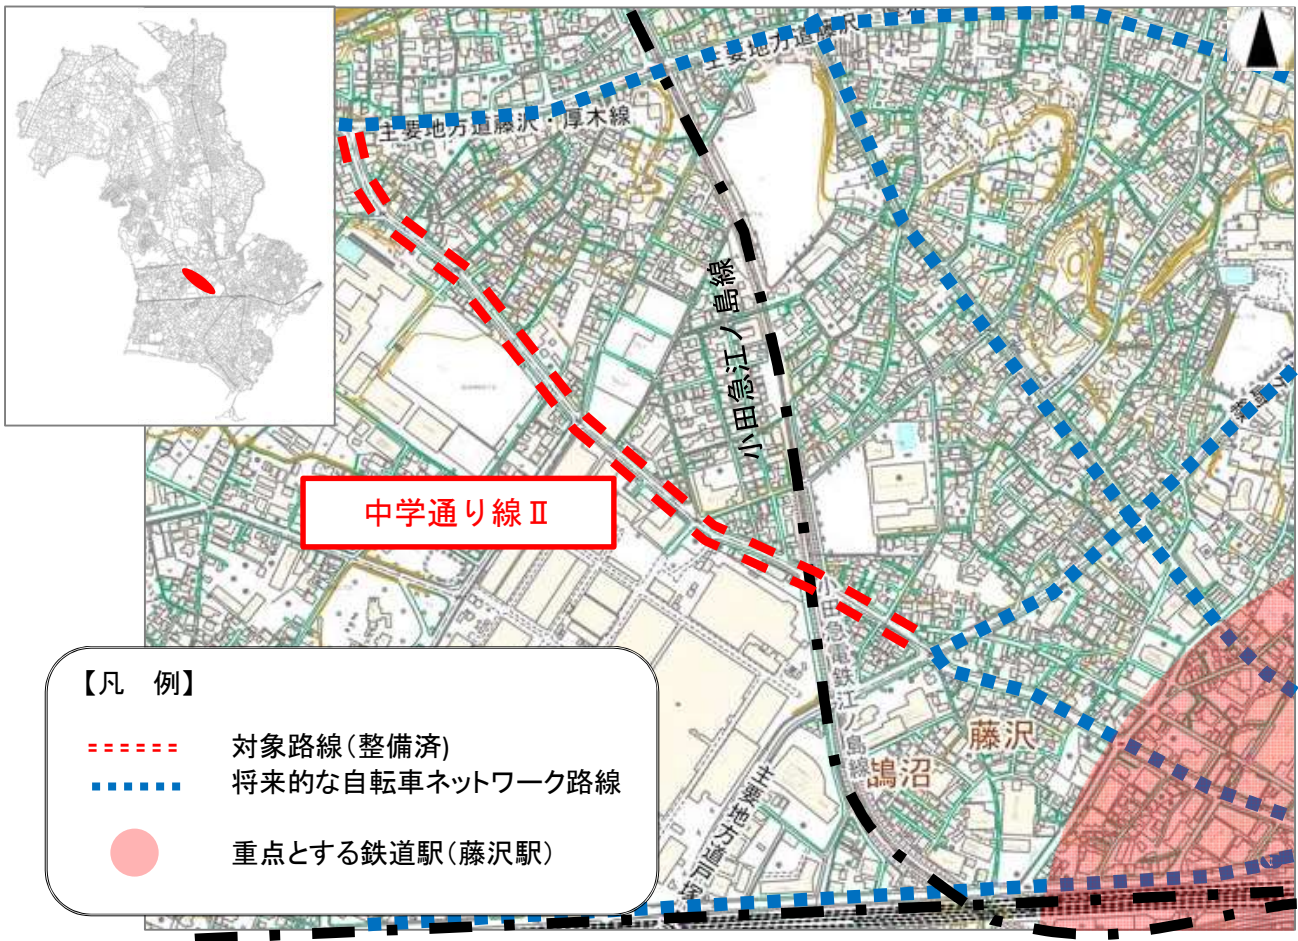 主要地方道藤沢
主要地方道藤沢・厚木線
小田急江ノ島線
中学通り線Ⅱ
小田急電鉄江ノ島線
藤沢
鵠沼
主要地方道戸塚
【凡　例】
対象路線（整備済)
将来的な自転車ネットワーク路線
重点とする鉄道駅（藤沢駅）